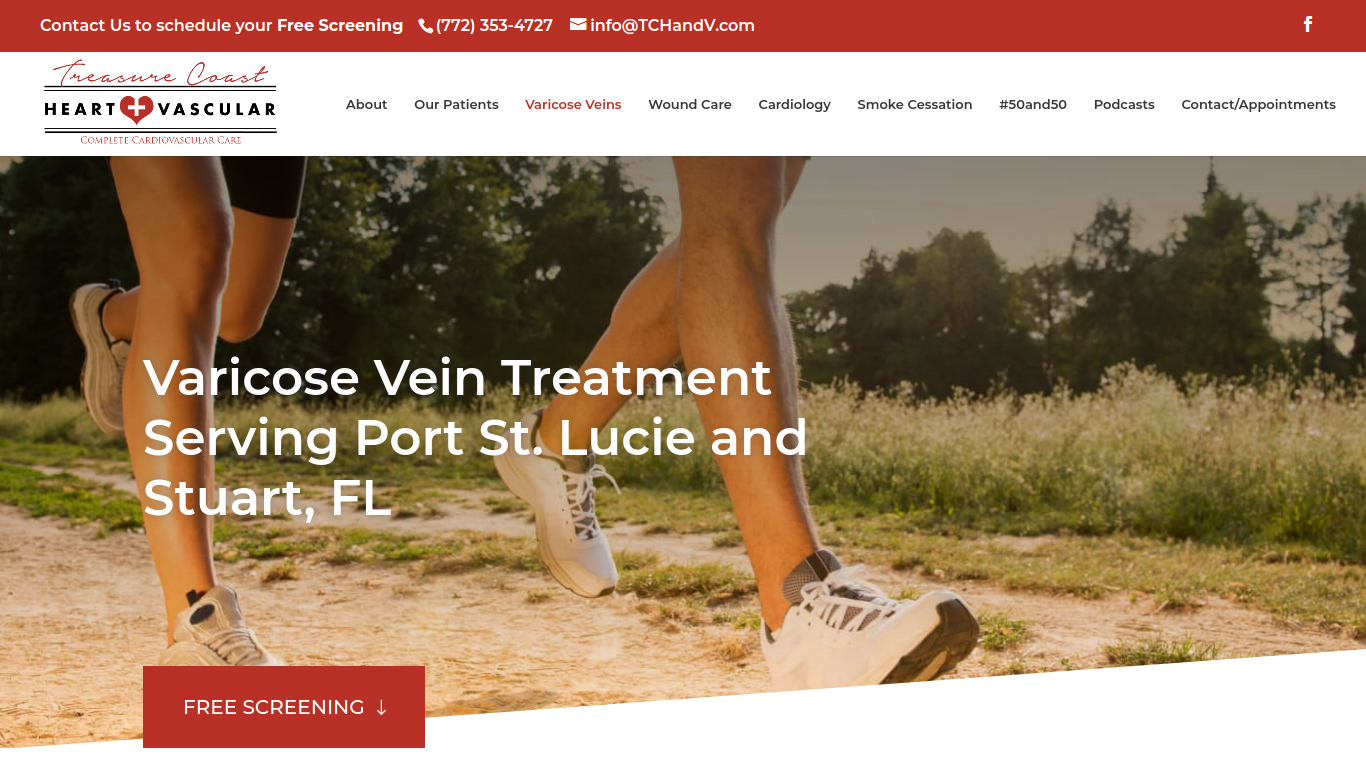 Contact Us to schedule your Free Screening (772) 353-4727 info@TCHandV.com
Treasure Coast
HEART VASCULAR
COMPLETE CARDIOVASCULAR CARE
About Our Patients Varicose Veins Wound Care Cardiology Smoke Cessation #50and50 Podcasts Contact/Appointments
Varicose Vein Treatment
Serving Port St. Lucie and
Stuart, FL
FREE SCREENING ↓